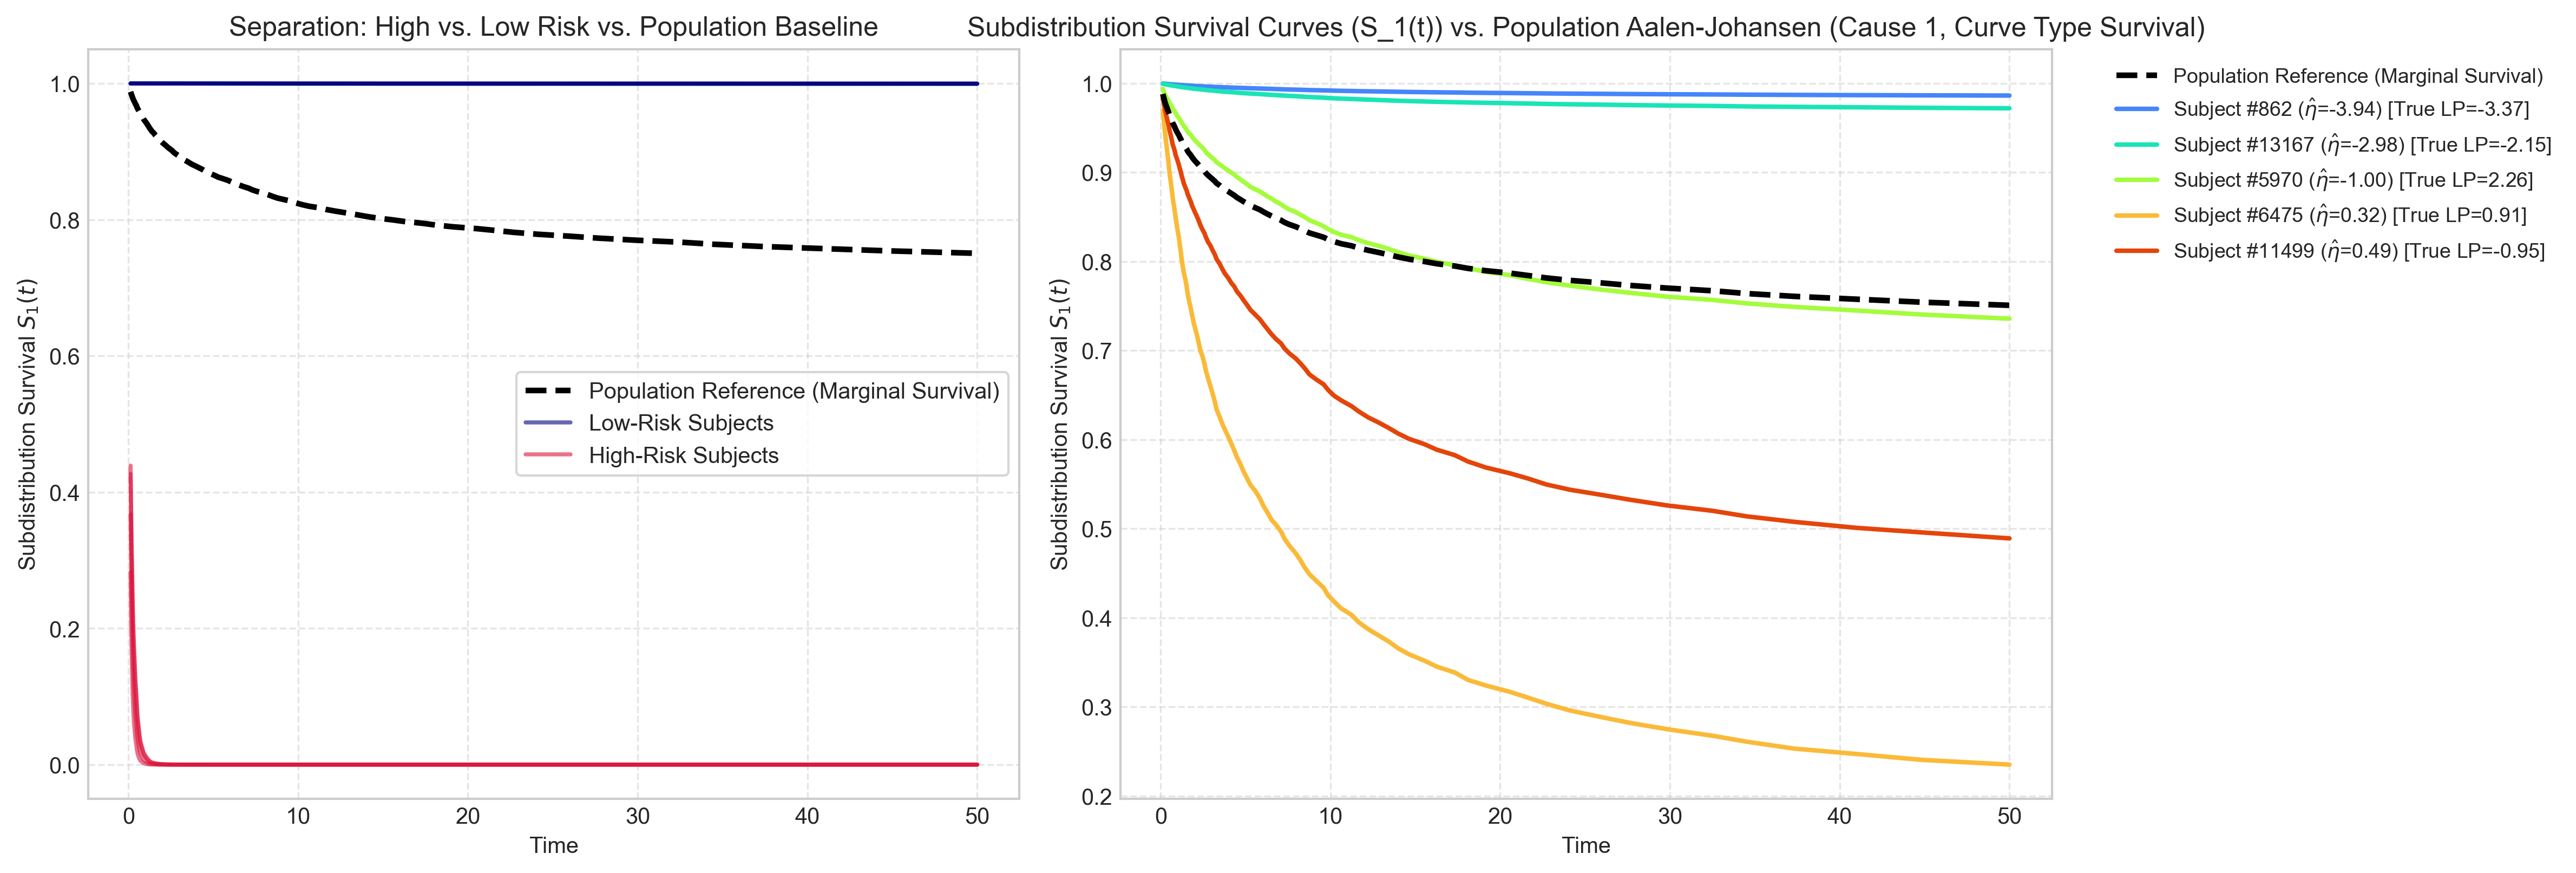 Separation: High vs. Low Risk vs. Population Baseline
Subdistribution Survival S_1(t)
1.0
0.8
0.6
0.4
0.2
0.0
Population Reference (Marginal Survival)
Low-Risk Subjects
High-Risk Subjects
0 10 20 30 40 50
Time
Subdistribution Survival Curves (S_1(t)) vs. Population Aalen-Johansen (Cause 1, Curve Type Survival)
Subdistribution Survival S_1(t)
1.0
0.9
0.8
0.7
0.6
0.5
0.4
0.3
0.2
0 10 20 30 40 50
Time
Population Reference (Marginal Survival)
Subject #862 (η̂=-3.94) [True LP=-3.37]
Subject #13167 (η̂=-2.98) [True LP=-2.15]
Subject #5970 (η̂=-1.00) [True LP=2.26]
Subject #6475 (η̂=0.32) [True LP=0.91]
Subject #11499 (η̂=0.49) [True LP=-0.95]